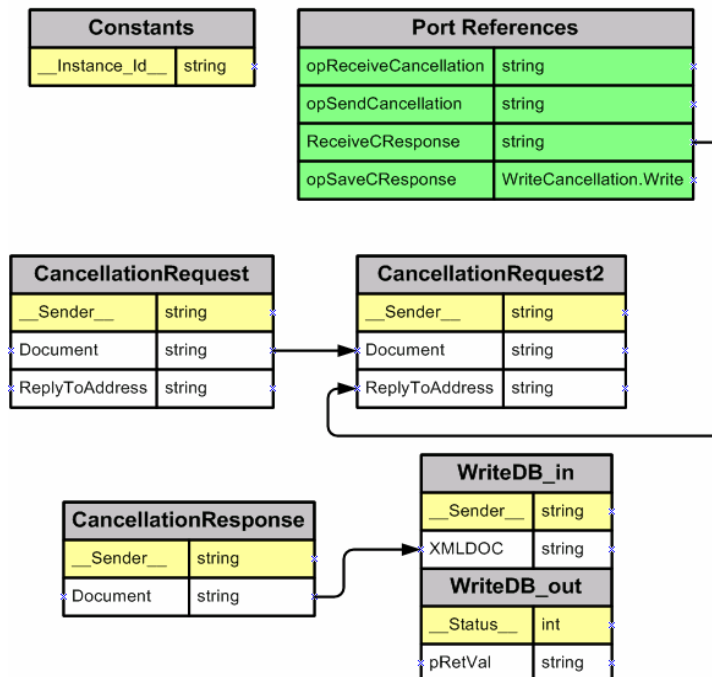 Constants
__Instance_Id__ string
Port References
opReceiveCancellation string
opSendCancellation string
ReceiveCResponse string
opSaveCResponse WriteCancellation.Write
CancellationRequest
__Sender__ string
Document string
ReplyToAddress string
CancellationRequest2
__Sender__ string
Document string
ReplyToAddress string
CancellationResponse
__Sender__ string
Document string
WriteDB_in
__Sender__ string
XMLDOC string
WriteDB_out
__Status__ int
pRetVal string